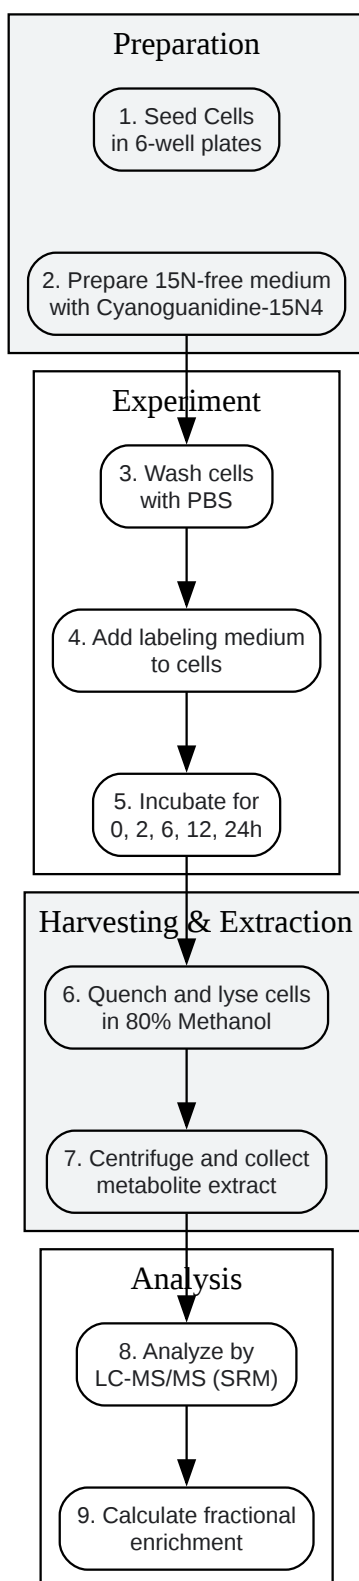 Preparation
1. Seed Cells
in 6-well plates
2. Prepare 15N-free medium
with Cyanoguanidine-15N4
Experiment
3. Wash cells
with PBS
4. Add labeling medium
to cells
5. Incubate for
0, 2, 6, 12, 24h
Harvesting & Extraction
6. Quench and lyse cells
in 80% Methanol
7. Centrifuge and collect
metabolite extract
Analysis
8. Analyze by
LC-MS/MS (SRM)
9. Calculate fractional
enrichment